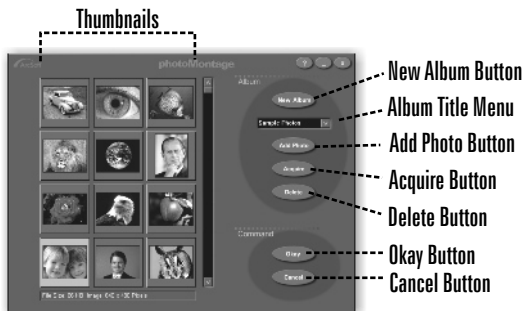 Thumbnails
ArcSoft
photoMontage
? _ x
Album
New Album
Sample Photos
Add Photo
Acquire
Delete
Command
Okay
Cancel
New Album Button
Album Title Menu
Add Photo Button
Acquire Button
Delete Button
Okay Button
Cancel Button